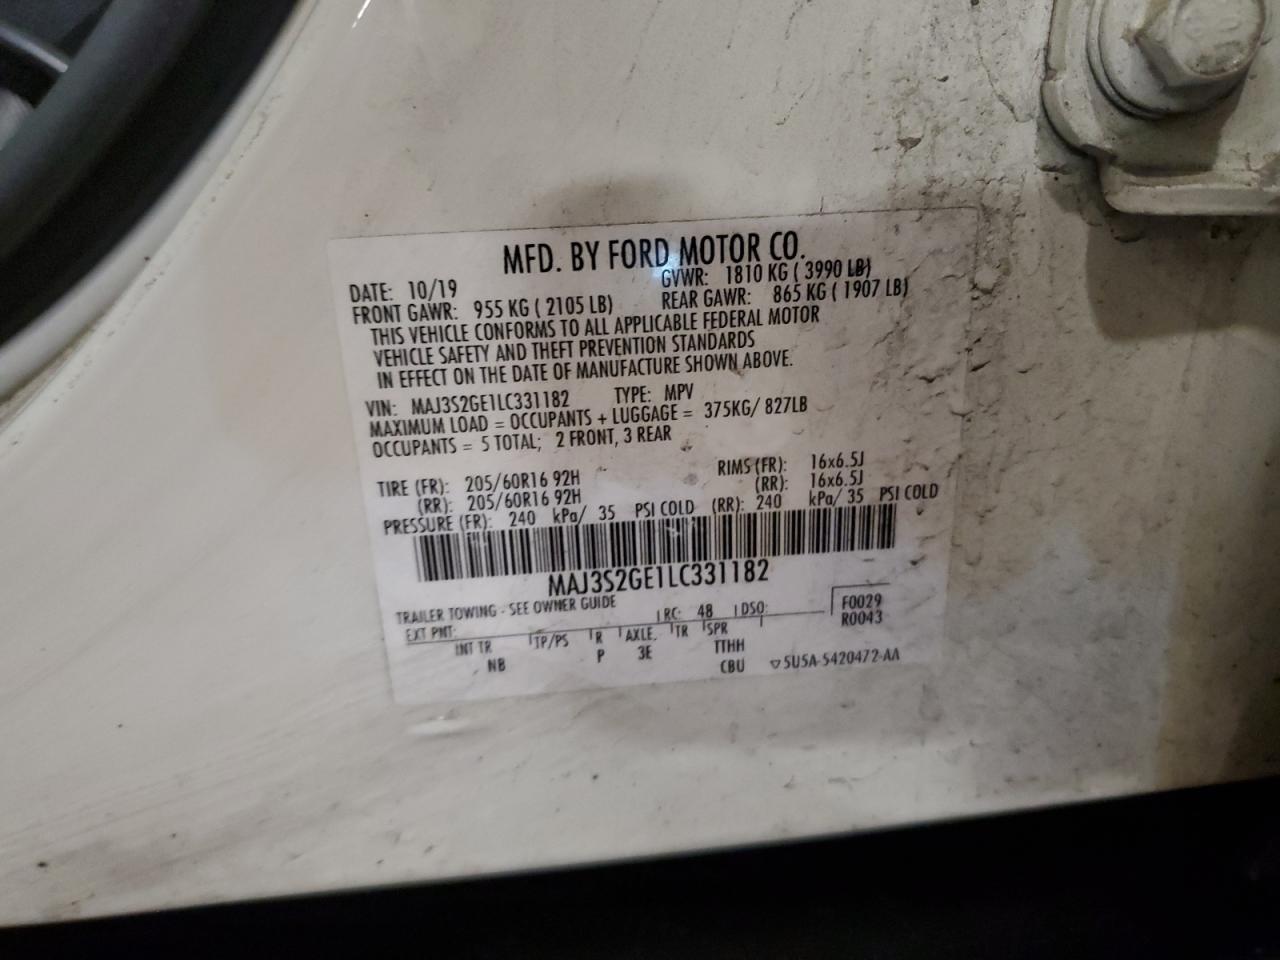 MFD. BY FORD MOTOR CO.
DATE: 10/19 GVWR: 1810 KG ( 3990 LB)
FRONT GAWR: 955 KG ( 2105 LB) REAR GAWR: 865 KG ( 1907 LB)
THIS VEHICLE CONFORMS TO ALL APPLICABLE FEDERAL MOTOR
VEHICLE SAFETY AND THEFT PREVENTION STANDARDS
IN EFFECT ON THE DATE OF MANUFACTURE SHOWN ABOVE.
VIN: MAJ3S2GE1LC331182 TYPE: MPV
MAXIMUM LOAD = OCCUPANTS + LUGGAGE = 375KG/ 827LB
OCCUPANTS = 5 TOTAL; 2 FRONT, 3 REAR
TIRE (FR): 205/60R16 92H RIMS (FR): 16x6.5J
(RR): 205/60R16 92H (RR): 16x6.5J
PRESSURE (FR): 240 kPa/ 35 PSI COLD (RR): 240 kPa/ 35 PSI COLD
MAJ3S2GE1LC331182
TRAILER TOWING - SEE OWNER GUIDE
EXT PNT: RC: 48 DSO: F0029
R0043
INT TR TP/PS R AXLE TR SPR
NB P 3E TTHH
CBU 5U5A-5420472-AA